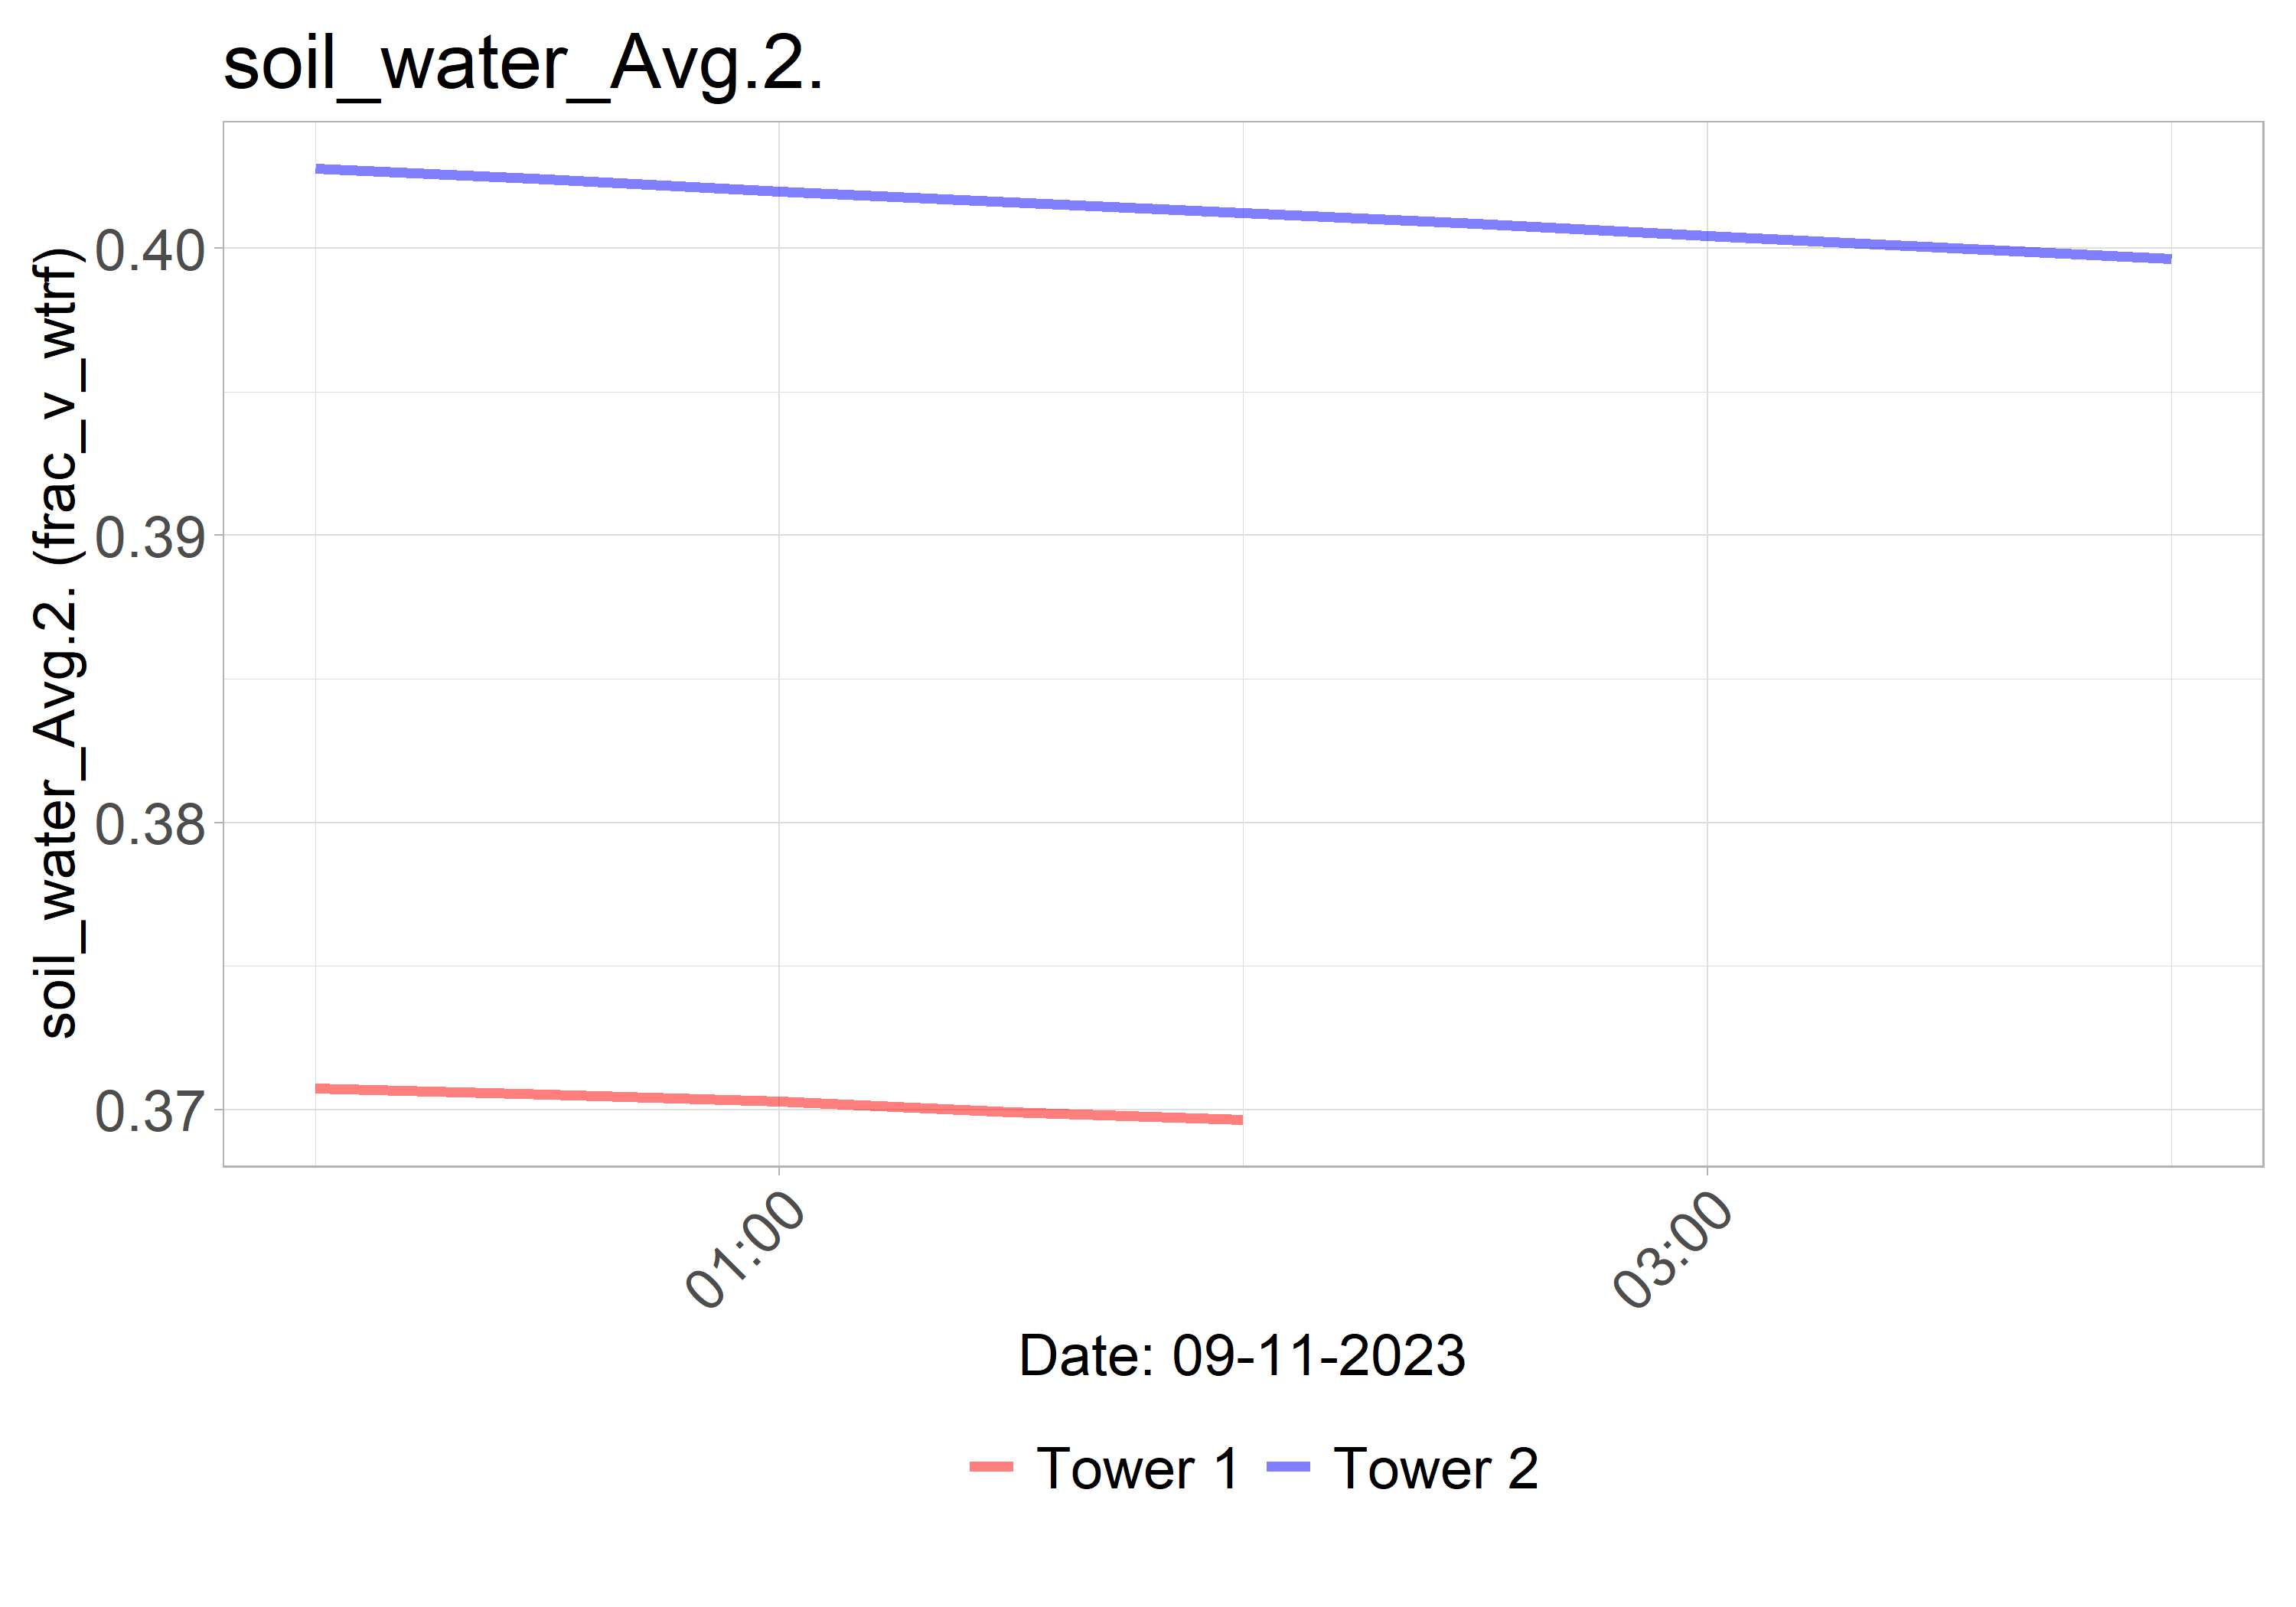 soil_water_Avg.2.
soil_water_Avg.2. (frac_v_wtrf)
0.40
0.39
0.38
0.37
01:00
03:00
Date: 09-11-2023
Tower 1
Tower 2